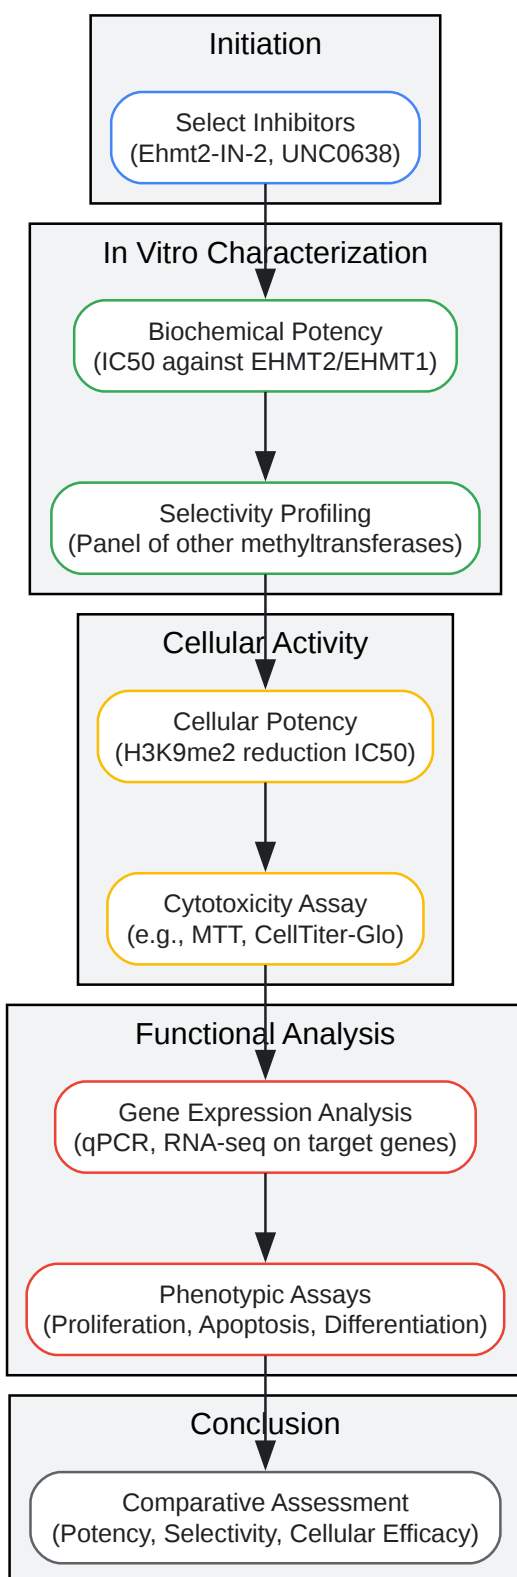 Initiation
Select Inhibitors
(Ehmt2-IN-2, UNC0638)
In Vitro Characterization
Biochemical Potency
(IC50 against EHMT2/EHMT1)
Selectivity Profiling
(Panel of other methyltransferases)
Cellular Activity
Cellular Potency
(H3K9me2 reduction IC50)
Cytotoxicity Assay
(e.g., MTT, CellTiter-Glo)
Functional Analysis
Gene Expression Analysis
(qPCR, RNA-seq on target genes)
Phenotypic Assays
(Proliferation, Apoptosis, Differentiation)
Conclusion
Comparative Assessment
(Potency, Selectivity, Cellular Efficacy)